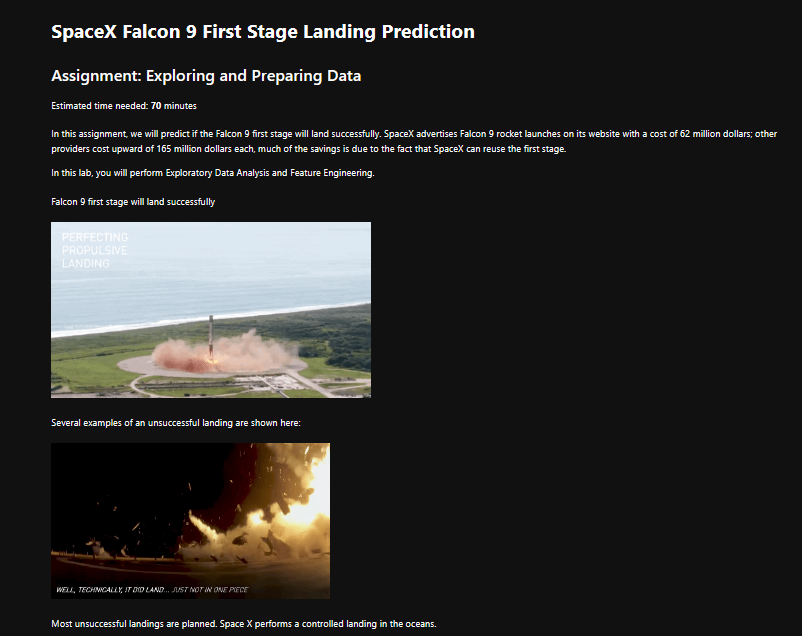 SpaceX Falcon 9 First Stage Landing Prediction
Assignment: Exploring and Preparing Data
Estimated time needed: 70 minutes
In this assignment, we will predict if the Falcon 9 first stage will land successfully. SpaceX advertises Falcon 9 rocket launches on its website with a cost of 62 million dollars; other
providers cost upward of 165 million dollars each, much of the savings is due to the fact that SpaceX can reuse the first stage.
In this lab, you will perform Exploratory Data Analysis and Feature Engineering.
Falcon 9 first stage will land successfully
PERFECTING
PROPULSIVE
LANDING
Several examples of an unsuccessful landing are shown here:
WELL, TECHNICALLY, IT DID LAND... JUST NOT IN ONE PIECE
Most unsuccessful landings are planned. Space X performs a controlled landing in the oceans.